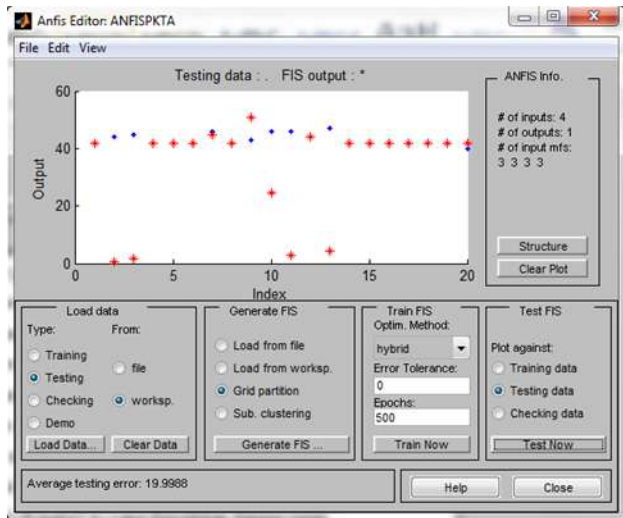 Anfis Editor: ANFISPKTA
File Edit View
Testing data : .   FIS output : *
60
40
20
0
Output
0 5 10 15 20
Index
ANFIS Info.
# of inputs: 4
# of outputs: 1
# of input mfs:
3 3 3 3
Structure
Clear Plot
Load data
Type: From:
Training
Testing
Checking
Demo
file
worksp.
Load Data... Clear Data
Generate FIS
Load from file
Load from worksp.
Grid partition
Sub. clustering
Generate FIS ...
Train FIS
Optim. Method:
hybrid
Error Tolerance:
0
Epochs:
500
Train Now
Test FIS
Plot against:
Training data
Testing data
Checking data
Test Now
Average testing error: 19.9988
Help Close